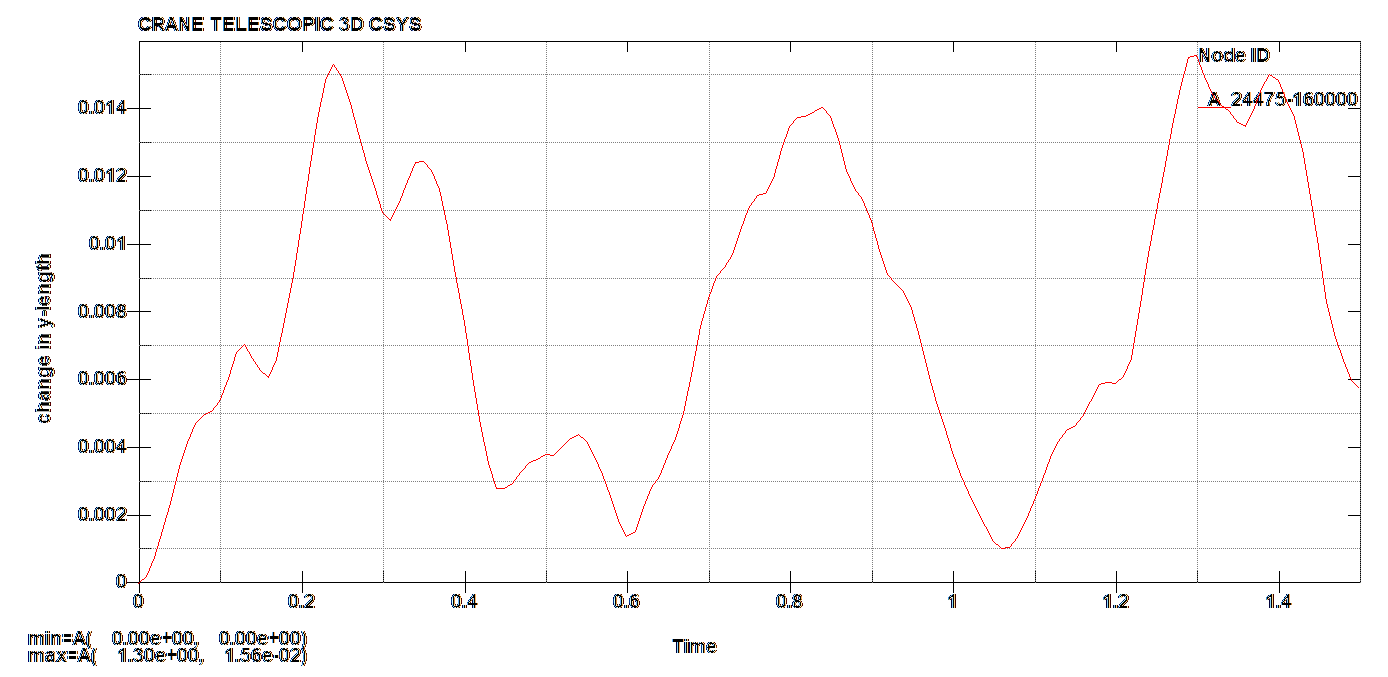 CRANE TELESCOPIC 3D CSYS
Node ID
A 24475-160000
0.014
0.012
0.01
0.008
0.006
0.004
0.002
0
change in y-length
0 0.2 0.4 0.6 0.8 1 1.2 1.4
Time
min=A( 0.00e+00, 0.00e+00)
max=A( 1.30e+00, 1.56e-02)